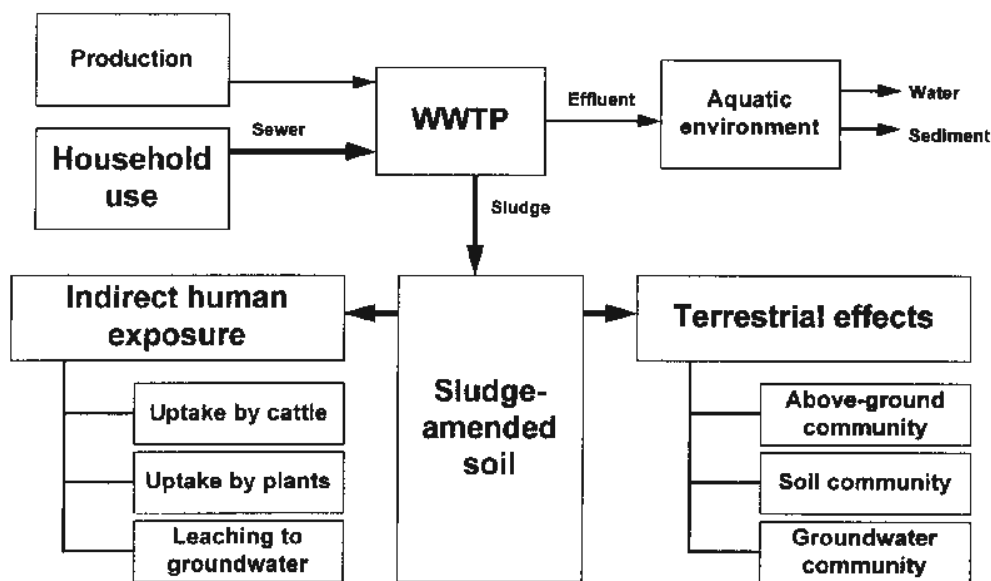 Production
Household
use
Sewer
WWTP
Effluent
Aquatic
environment
Water
Sediment
Sludge
Indirect human
exposure
Uptake by cattle
Uptake by plants
Leaching to
groundwater
Sludge-
amended
soil
Terrestrial effects
Above-ground
community
Soil community
Groundwater
community